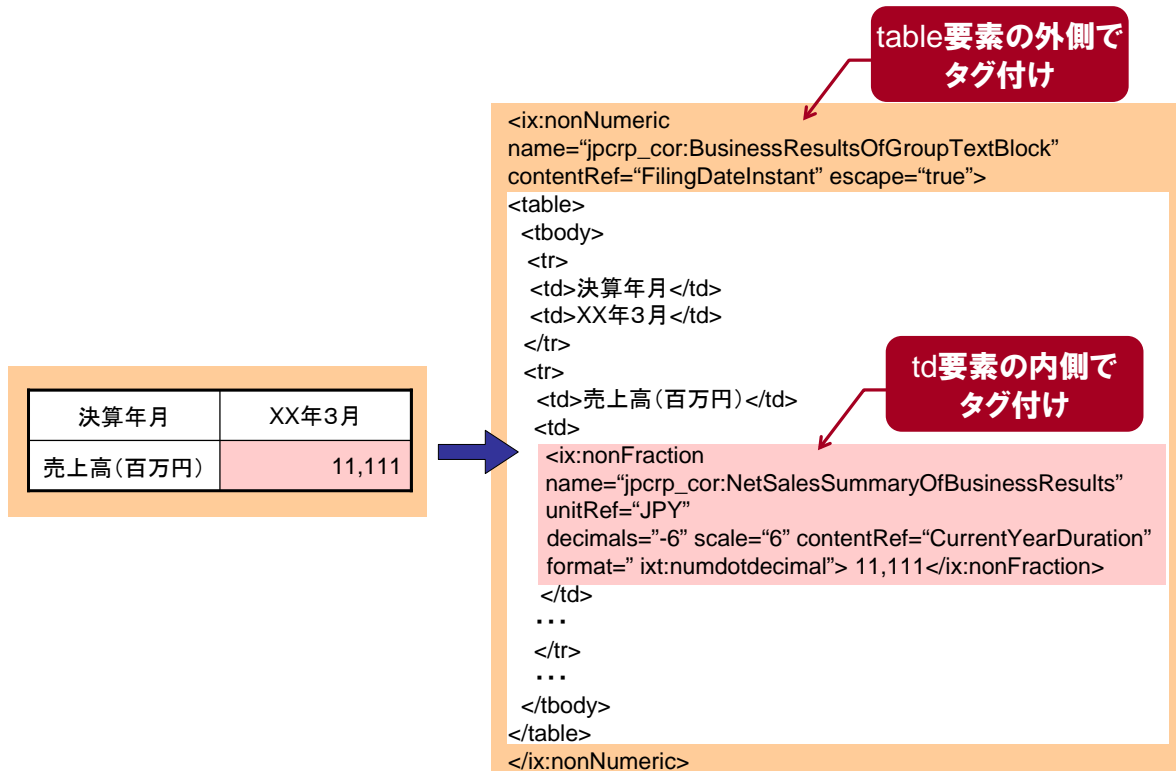 table要素の外側で
タグ付け
<ix:nonNumeric
name=“jpcrp_cor:BusinessResultsOfGroupTextBlock”
contentRef=“FilingDateInstant” escape=“true”>
<table>
<tbody>
<tr>
<td>決算年月</td>
<td>XX年3月</td>
</tr>
<tr>
<td>売上高(百万円)</td>
<td>
td要素の内側で
タグ付け
<ix:nonFraction
name=“jpcrp_cor:NetSalesSummaryOfBusinessResults”
unitRef=“JPY”
decimals="-6” scale=“6” contentRef=“CurrentYearDuration”
format=” ixt:numdotdecimal”> 11,111</ix:nonFraction>
</td>
・・・
</tr>
・・・
</tbody>
</table>
</ix:nonNumeric>
決算年月 XX年3月
売上高(百万円) 11,111